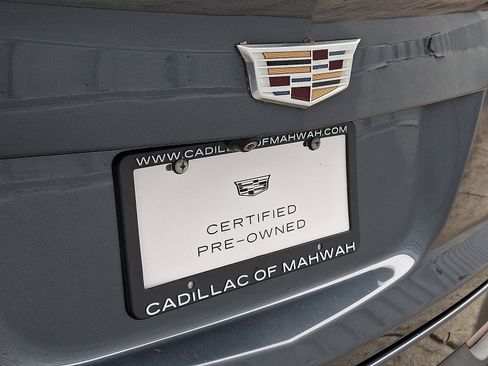 WWW.CADILLACOFMAHWAH.COM
CERTIFIED
PRE-OWNED
CADILLAC OF MAHWAH